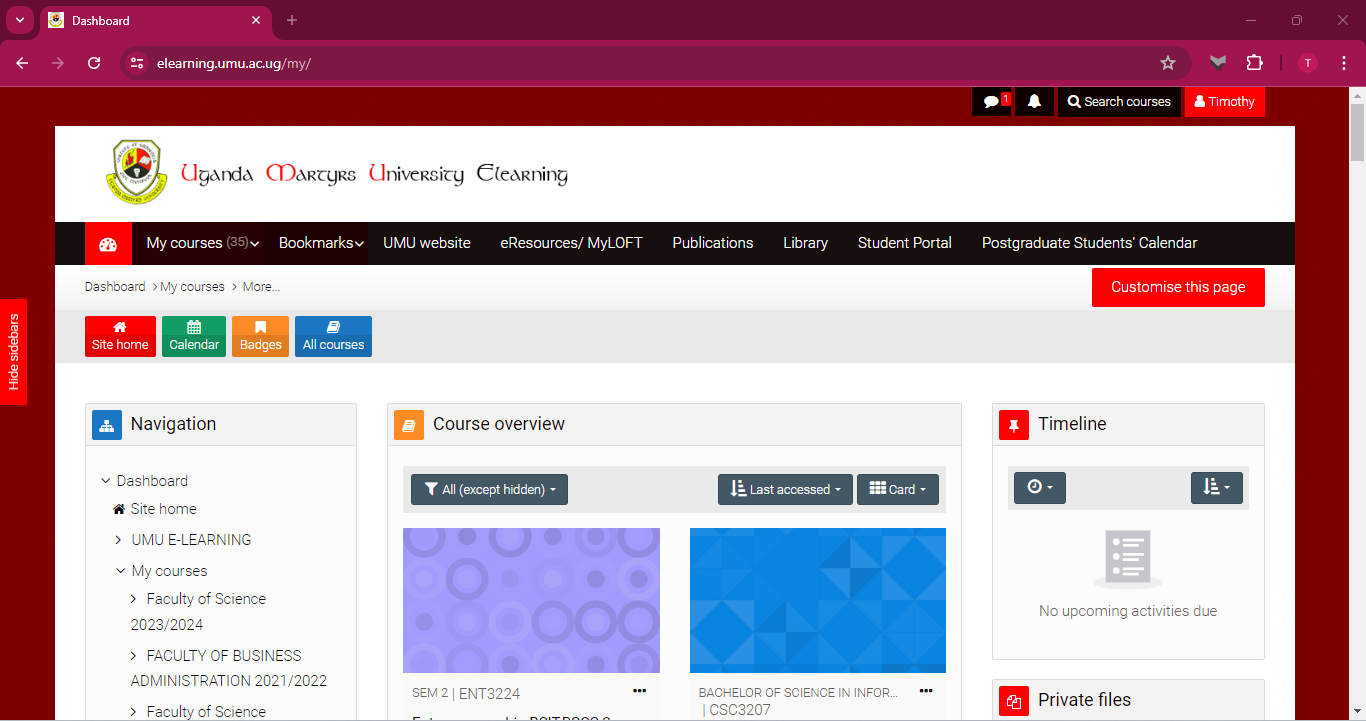 Dashboard
elearning.umu.ac.ug/my/
T
1
Search courses
Timothy
Uganda Martyrs University Elearning
My courses (35)
Bookmarks
UMU website
eResources/ MyLOFT
Publications
Library
Student Portal
Postgraduate Students' Calendar
Dashboard
My courses
More...
Customise this page
Hide sidebars
Site home
Calendar
Badges
All courses
Navigation
Dashboard
Site home
UMU E-LEARNING
My courses
Faculty of Science
2023/2024
FACULTY OF BUSINESS
ADMINISTRATION 2021/2022
Faculty of Science
Course overview
All (except hidden)
Last accessed
Card
SEM 2 | ENT3224
BACHELOR OF SCIENCE IN INFOR...
| CSC3207
Timeline
No upcoming activities due
Private files